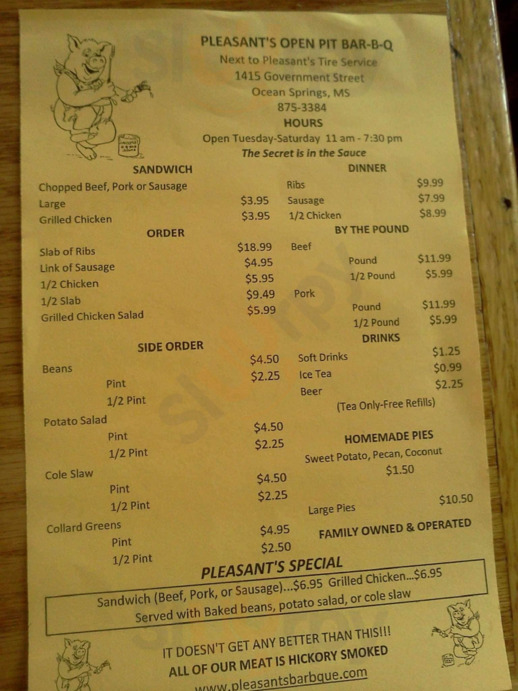 PLEASANT'S OPEN PIT BAR-B-Q
Next to Pleasant's Tire Service
1415 Government Street
Ocean Springs, MS
875-3384
HOURS
Open Tuesday-Saturday 11 am - 7:30 pm
The Secret is in the Sauce
SANDWICH
Chopped Beef, Pork or Sausage
Large $3.95
Grilled Chicken $3.95
ORDER
Slab of Ribs $18.99
Link of Sausage $4.95
1/2 Chicken $5.95
1/2 Slab $9.49
Grilled Chicken Salad $5.99
SIDE ORDER
Beans
Pint $4.50
1/2 Pint $2.25
Potato Salad
Pint $4.50
1/2 Pint $2.25
Cole Slaw
Pint $4.50
1/2 Pint $2.25
Collard Greens
Pint $4.95
1/2 Pint $2.50
DINNER
Ribs $9.99
Sausage $7.99
1/2 Chicken $8.99
BY THE POUND
Beef
Pound $11.99
1/2 Pound $5.99
Pork
Pound $11.99
1/2 Pound $5.99
DRINKS
Soft Drinks $1.25
Ice Tea $0.99
Beer $2.25
(Tea Only-Free Refills)
HOMEMADE PIES
Sweet Potato, Pecan, Coconut
$1.50
Large Pies $10.50
FAMILY OWNED & OPERATED
PLEASANT'S SPECIAL
Sandwich (Beef, Pork, or Sausage)...$6.95 Grilled Chicken...$6.95
Served with Baked beans, potato salad, or cole slaw
IT DOESN'T GET ANY BETTER THAN THIS!!!
ALL OF OUR MEAT IS HICKORY SMOKED
www.pleasantsbarbque.com